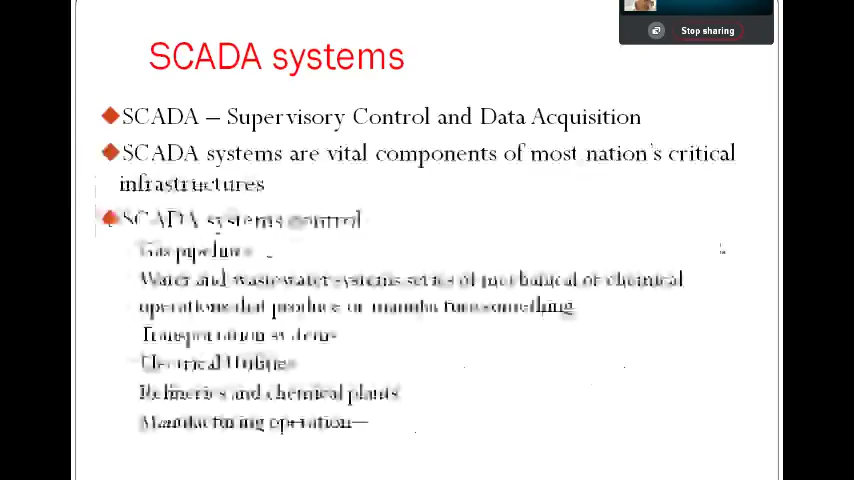 Stop sharing
SCADA systems
SCADA – Supervisory Control and Data Acquisition
SCADA systems are vital components of most nation's critical
infrastructures
SCADA systems control
Gas pipelines
Water and wastewater systems series of mechanical or chemical
operations that produce or manufacture something
Transportation systems
Electrical Utilities
Refineries and chemical plants
Manufacturing operation